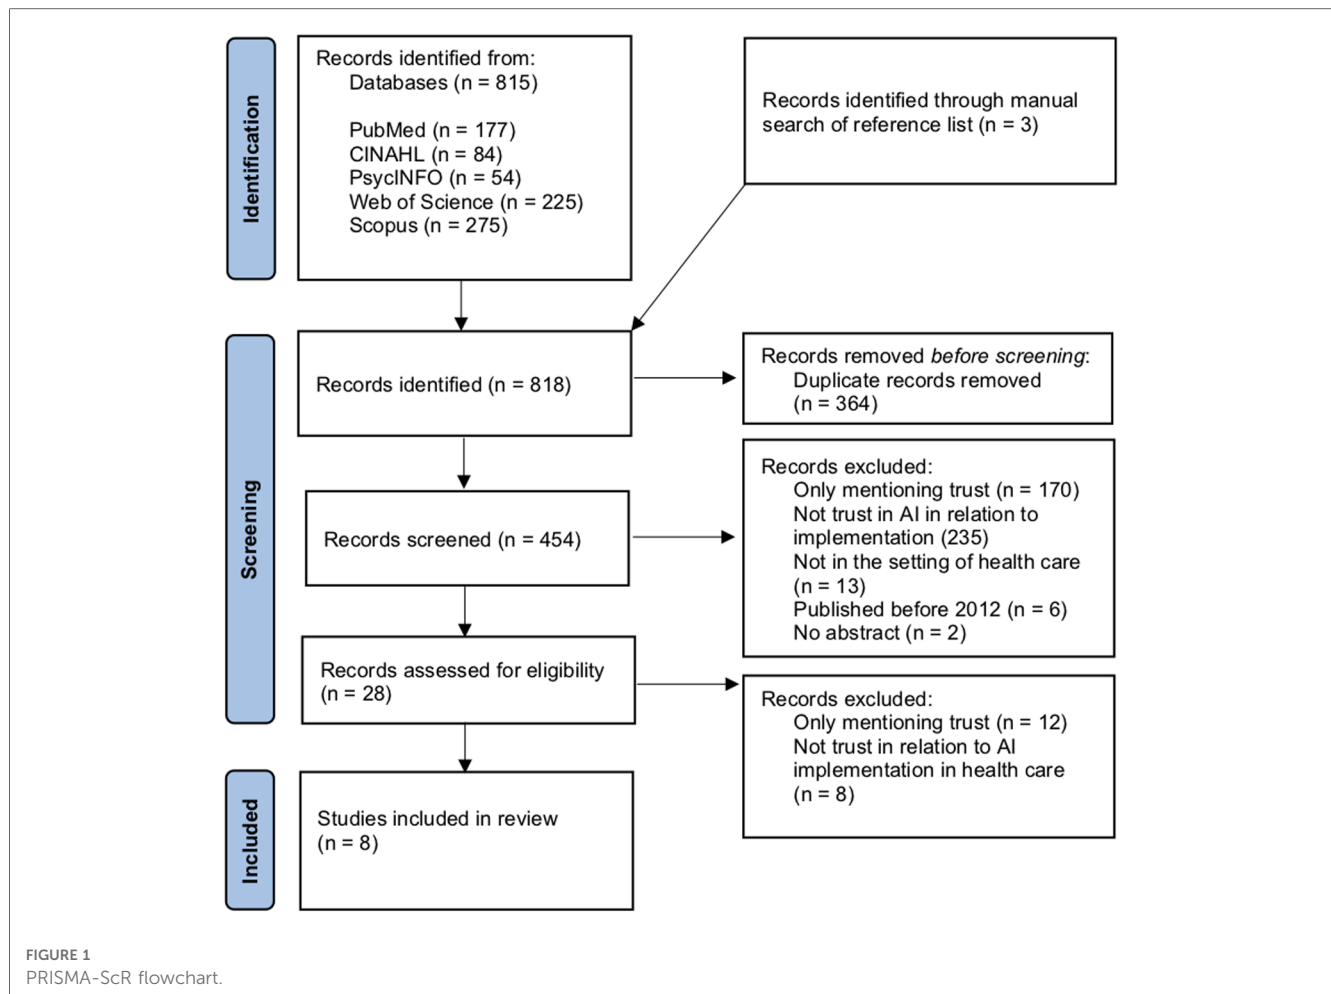 Identification
Records identified from:
Databases (n = 815)
PubMed (n = 177)
CINAHL (n = 84)
PsycINFO (n = 54)
Web of Science (n = 225)
Scopus (n = 275)
Records identified through manual
search of reference list (n = 3)
Screening
Records identified (n = 818)
Records removed before screening:
Duplicate records removed
(n = 364)
Records screened (n = 454)
Records excluded:
Only mentioning trust (n = 170)
Not trust in AI in relation to
implementation (235)
Not in the setting of health care
(n = 13)
Published before 2012 (n = 6)
No abstract (n = 2)
Records assessed for eligibility
(n = 28)
Records excluded:
Only mentioning trust (n = 12)
Not trust in relation to AI
implementation in health care
(n = 8)
Included
Studies included in review
(n = 8)
FIGURE 1
PRISMA-ScR flowchart.